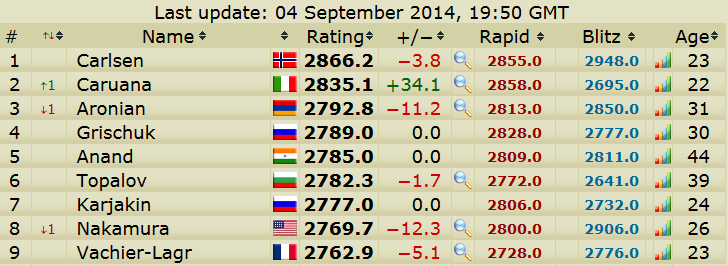 Last update: 04 September 2014, 19:50 GMT
# ↑↓ Name Rating +/− Rapid Blitz Age
1 Carlsen 2866.2 −3.8 2855.0 2948.0 23
2 ↑1 Caruana 2835.1 +34.1 2858.0 2695.0 22
3 ↓1 Aronian 2792.8 −11.2 2813.0 2850.0 31
4 Grischuk 2789.0 0.0 2828.0 2777.0 30
5 Anand 2785.0 0.0 2809.0 2811.0 44
6 Topalov 2782.3 −1.7 2772.0 2641.0 39
7 Karjakin 2777.0 0.0 2806.0 2732.0 24
8 ↓1 Nakamura 2769.7 −12.3 2800.0 2906.0 26
9 Vachier-Lagr 2762.9 −5.1 2728.0 2776.0 23